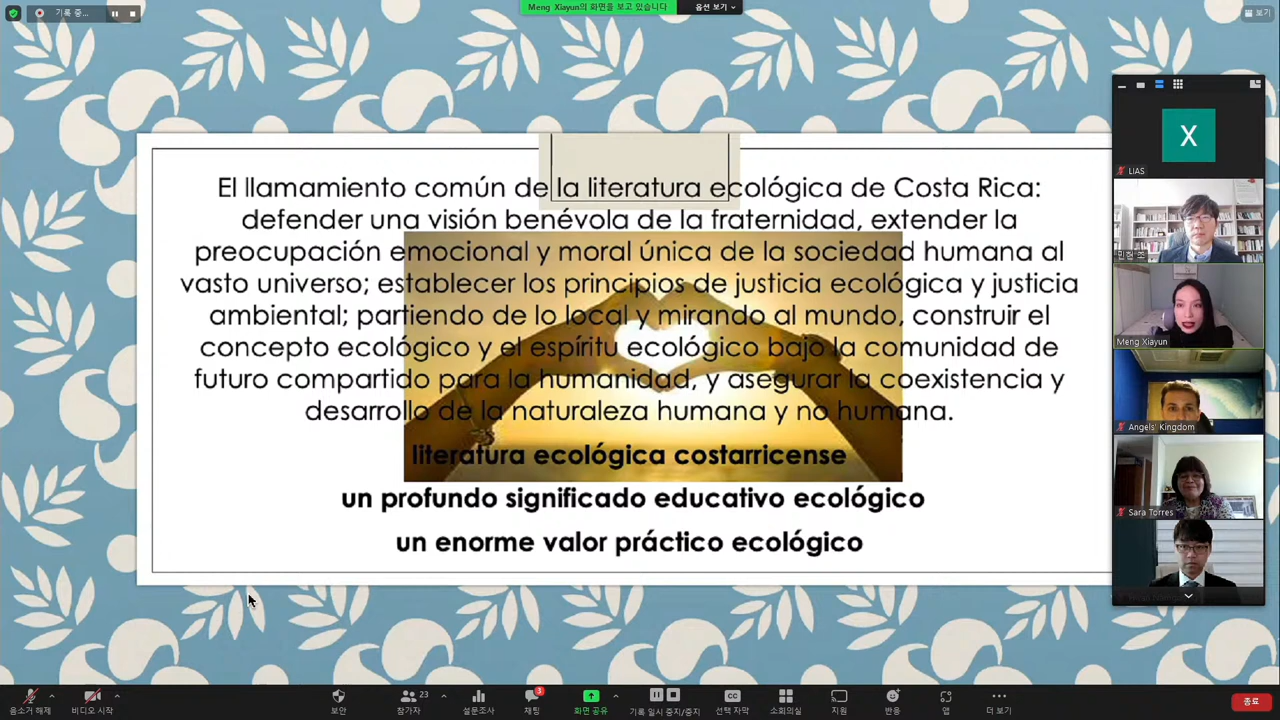 기록 중...
Meng Xiayun의 화면을 보고 있습니다
옵션 보기
보기
El llamamiento común de la literatura ecológica de Costa Rica:
defender una visión benévola de la fraternidad, extender la
preocupación emocional y moral única de la sociedad humana al
vasto universo; establecer los principios de justicia ecológica y justicia
ambiental; partiendo de lo local y mirando al mundo, construir el
concepto ecológico y el espíritu ecológico bajo la comunidad de
futuro compartido para la humanidad, y asegurar la coexistencia y
desarrollo de la naturaleza humana y no humana.
literatura ecológica costarricense
un profundo significado educativo ecológico
un enorme valor práctico ecológico
X
LIAS
Meng Xiayun
Angels' Kingdom
Sara Torres
음소거 해제
비디오 시작
보안
23
참가자
설문조사
3
채팅
화면 공유
기록 일시 중지/중지
CC
선택 자막
소회의실
지원
반응
앱
더 보기
종료